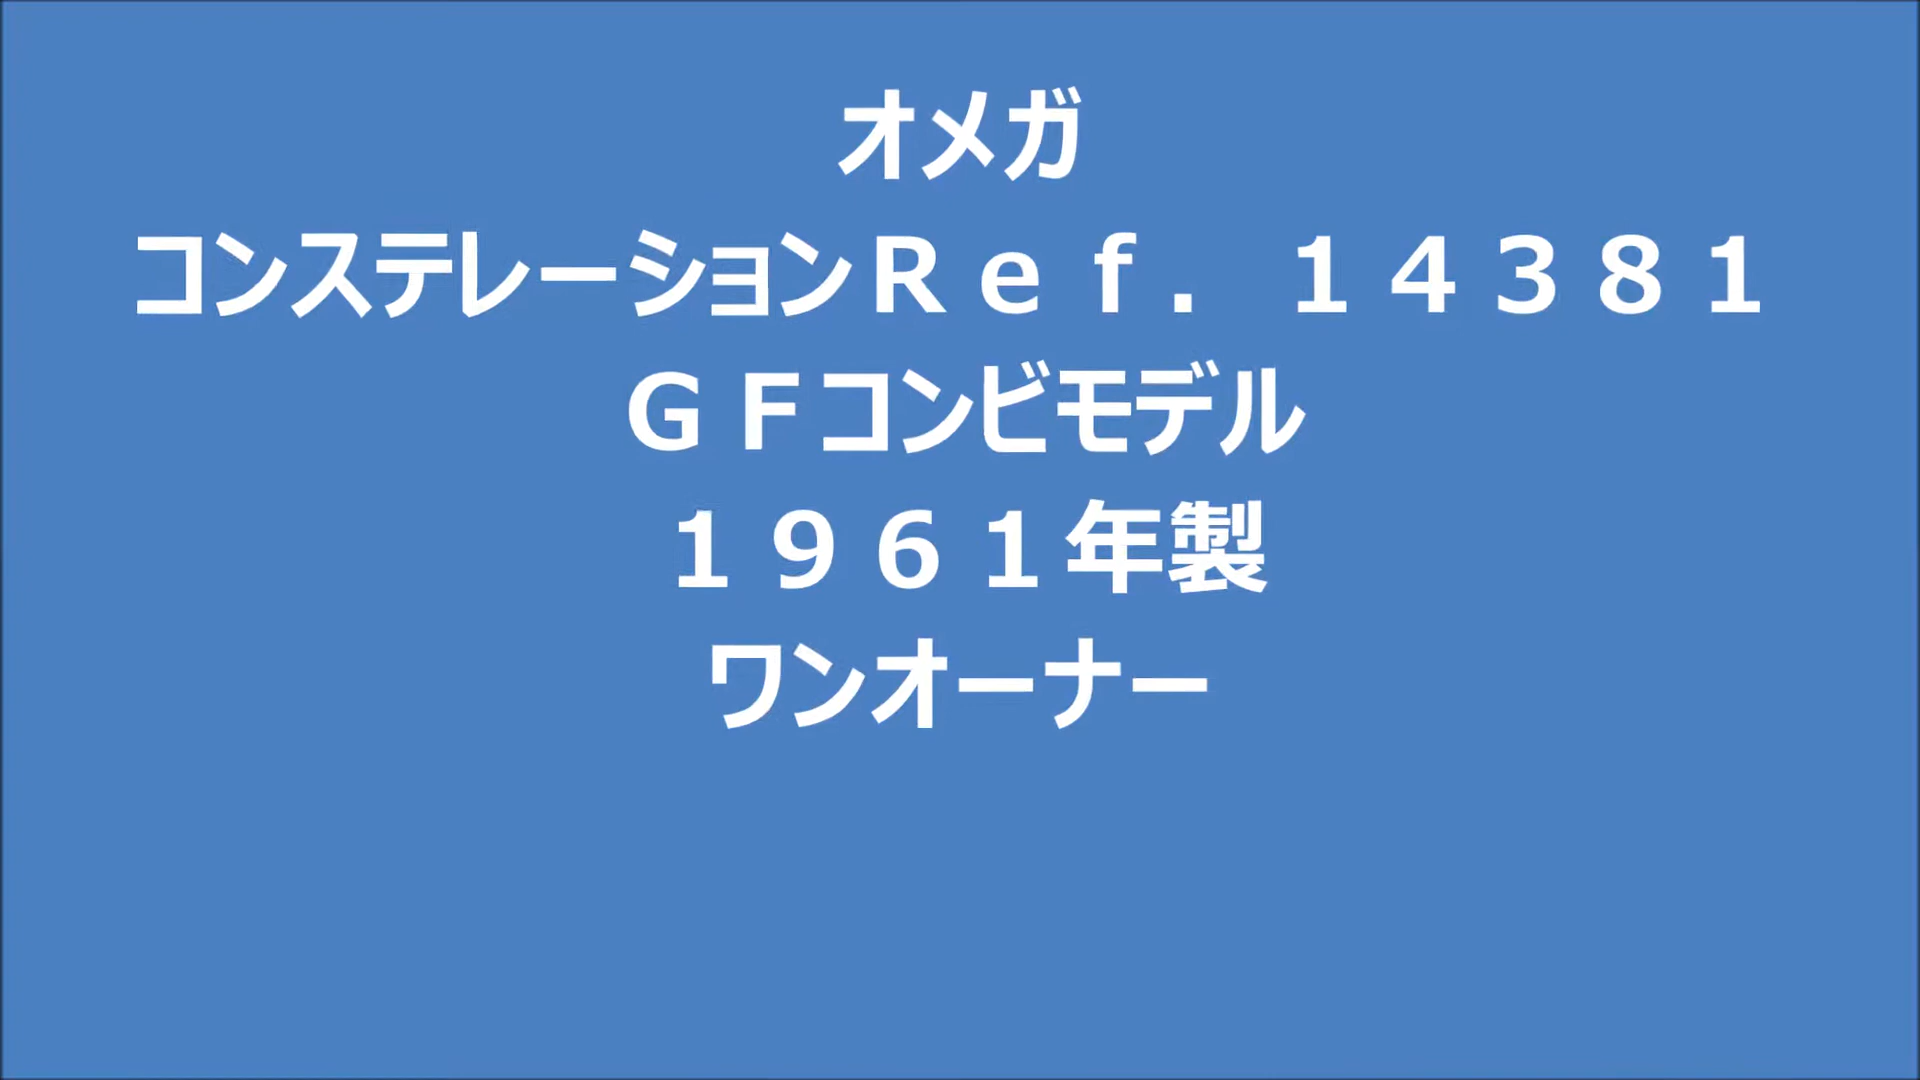 オメガ
コンステレーションＲｅｆ．１４３８１
ＧＦコンビモデル
１９６１年製
ワンオーナー